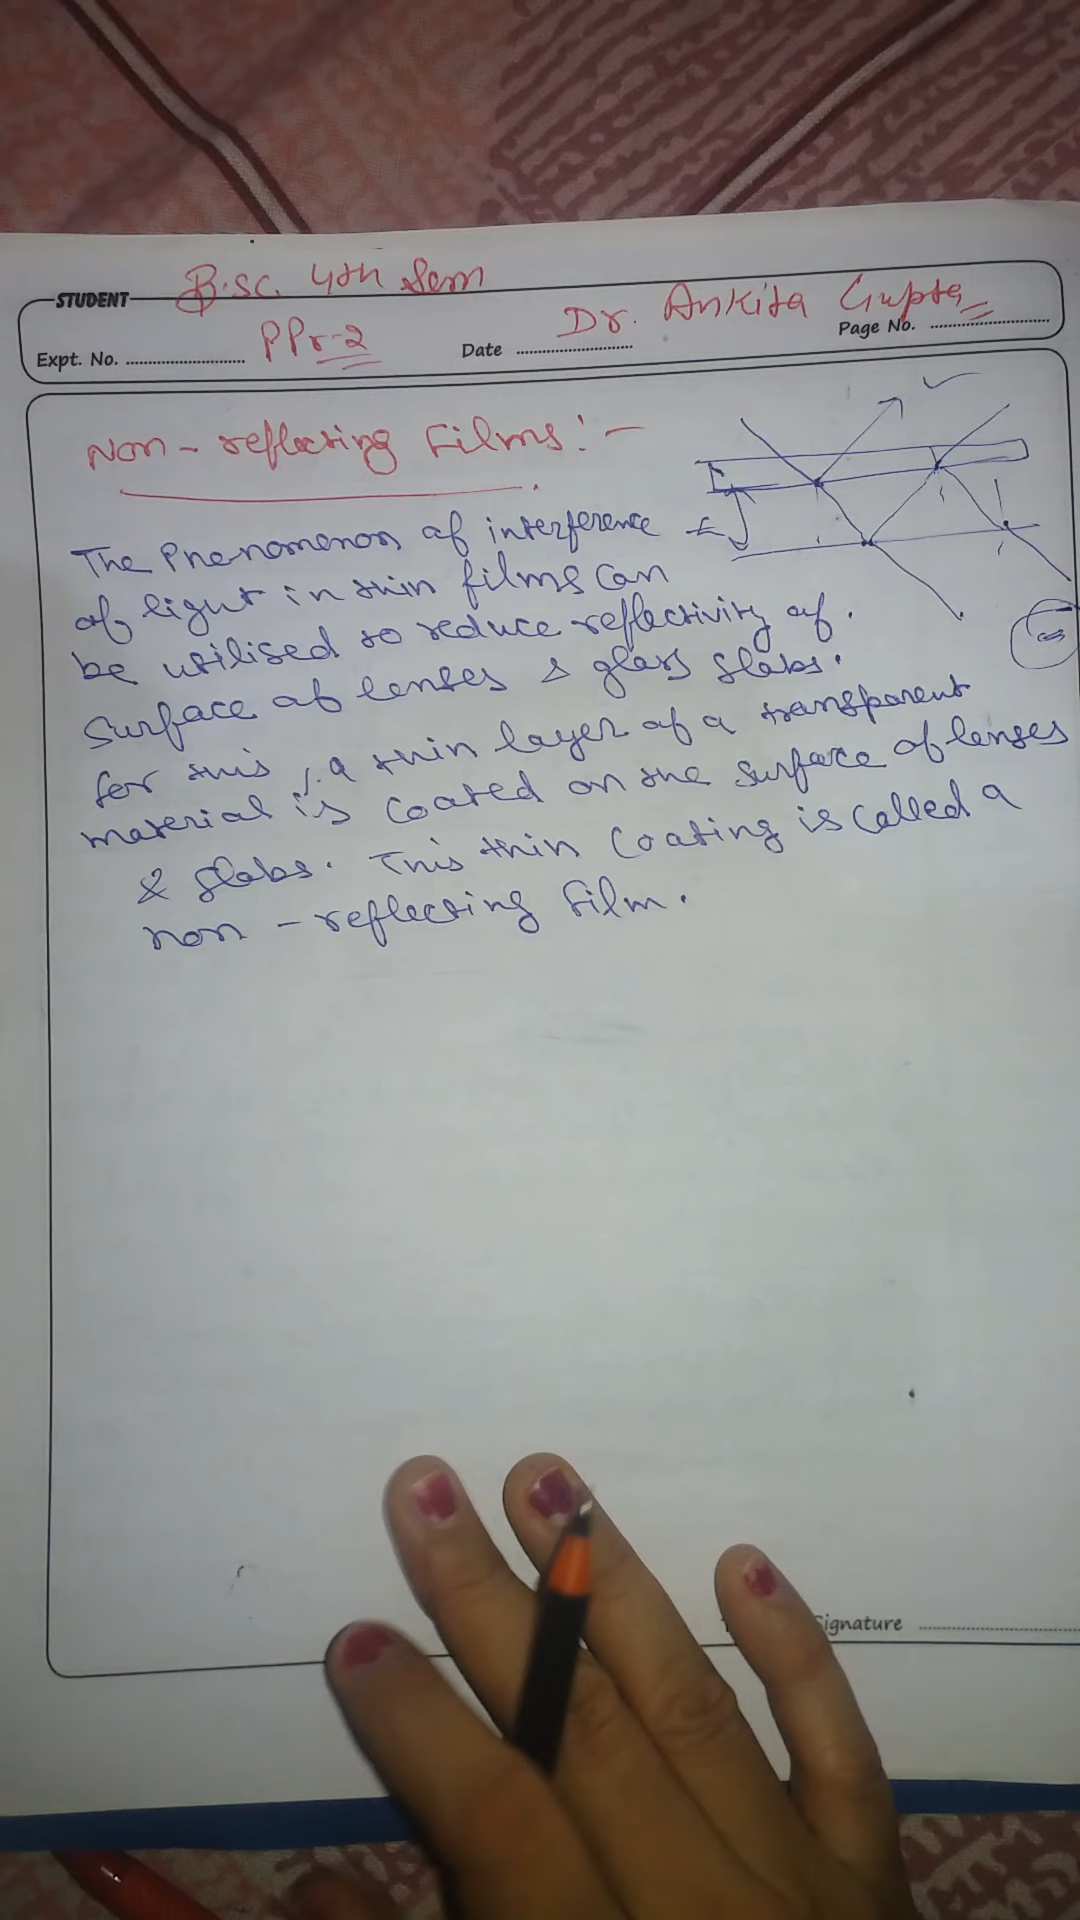 B.sc. 4th Sem
STUDENT
PPr-2
Dr. Ankita Gupta
Expt. No.
Date
Page No.
Non-reflecting Films:-
The Phenomenon of interference
t
of light in thin films can
be utilised to reduce reflectivity of
Surface of lenses & glass slabs.
for this, a thin layer of a transparent
material is coated on the surface of lenses
& slabs. This thin coating is called a
non-reflecting film.
Signature